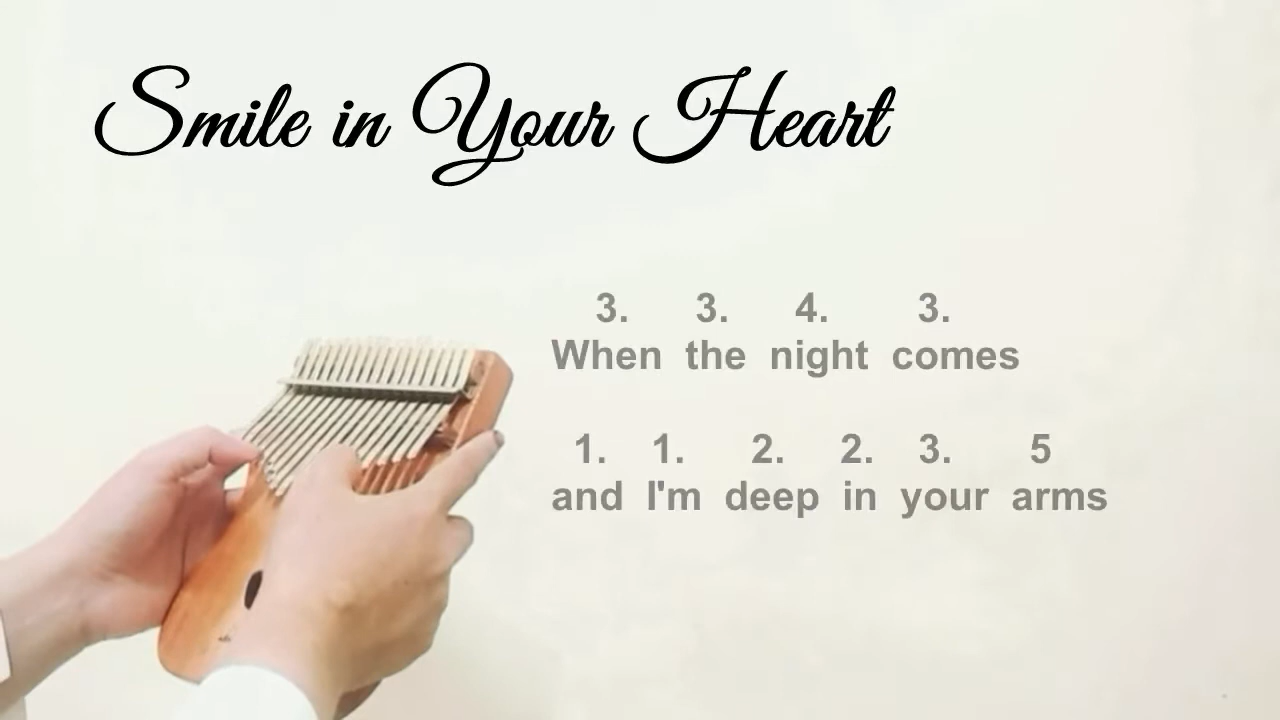 Smile in Your Heart
3. 3. 4. 3.
When the night comes
1. 1. 2. 2. 3. 5
and I'm deep in your arms